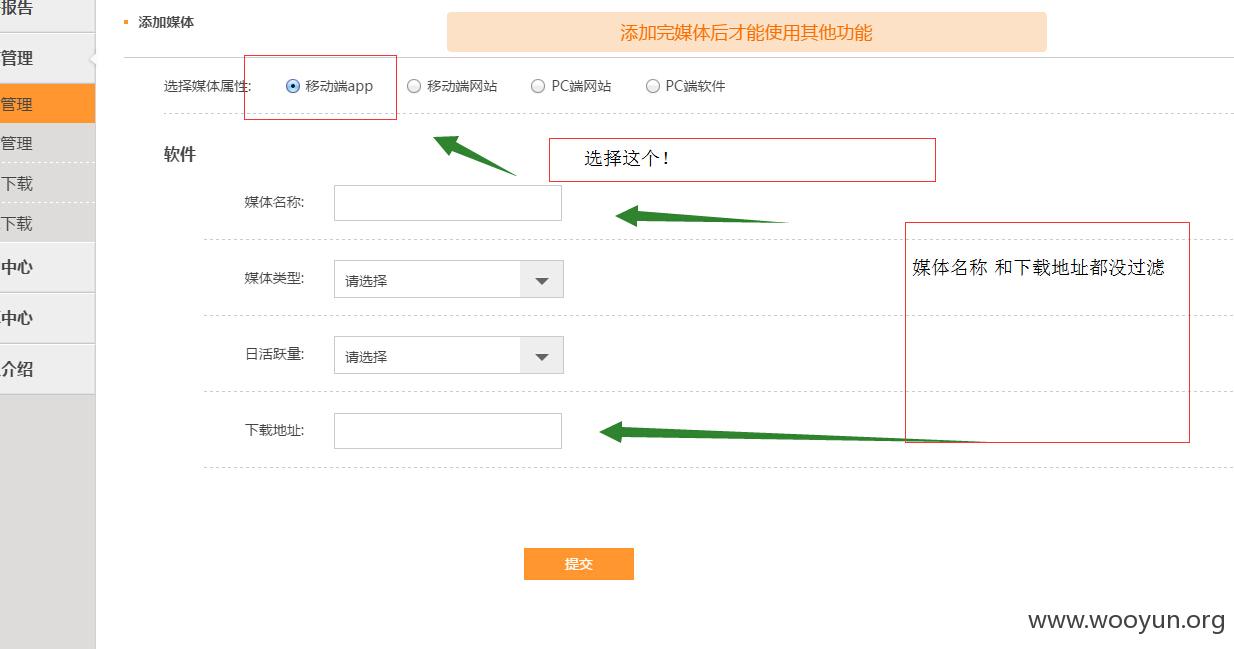 报告
管理
管理
管理
下载
下载
中心
中心
介绍
添加媒体
添加完媒体后才能使用其他功能
选择媒体属性: 移动端app 移动端网站 PC端网站 PC端软件
软件
选择这个！
媒体名称:
媒体名称 和下载地址都没过滤
媒体类型: 请选择
日活跃量: 请选择
下载地址:
提交
www.wooyun.org